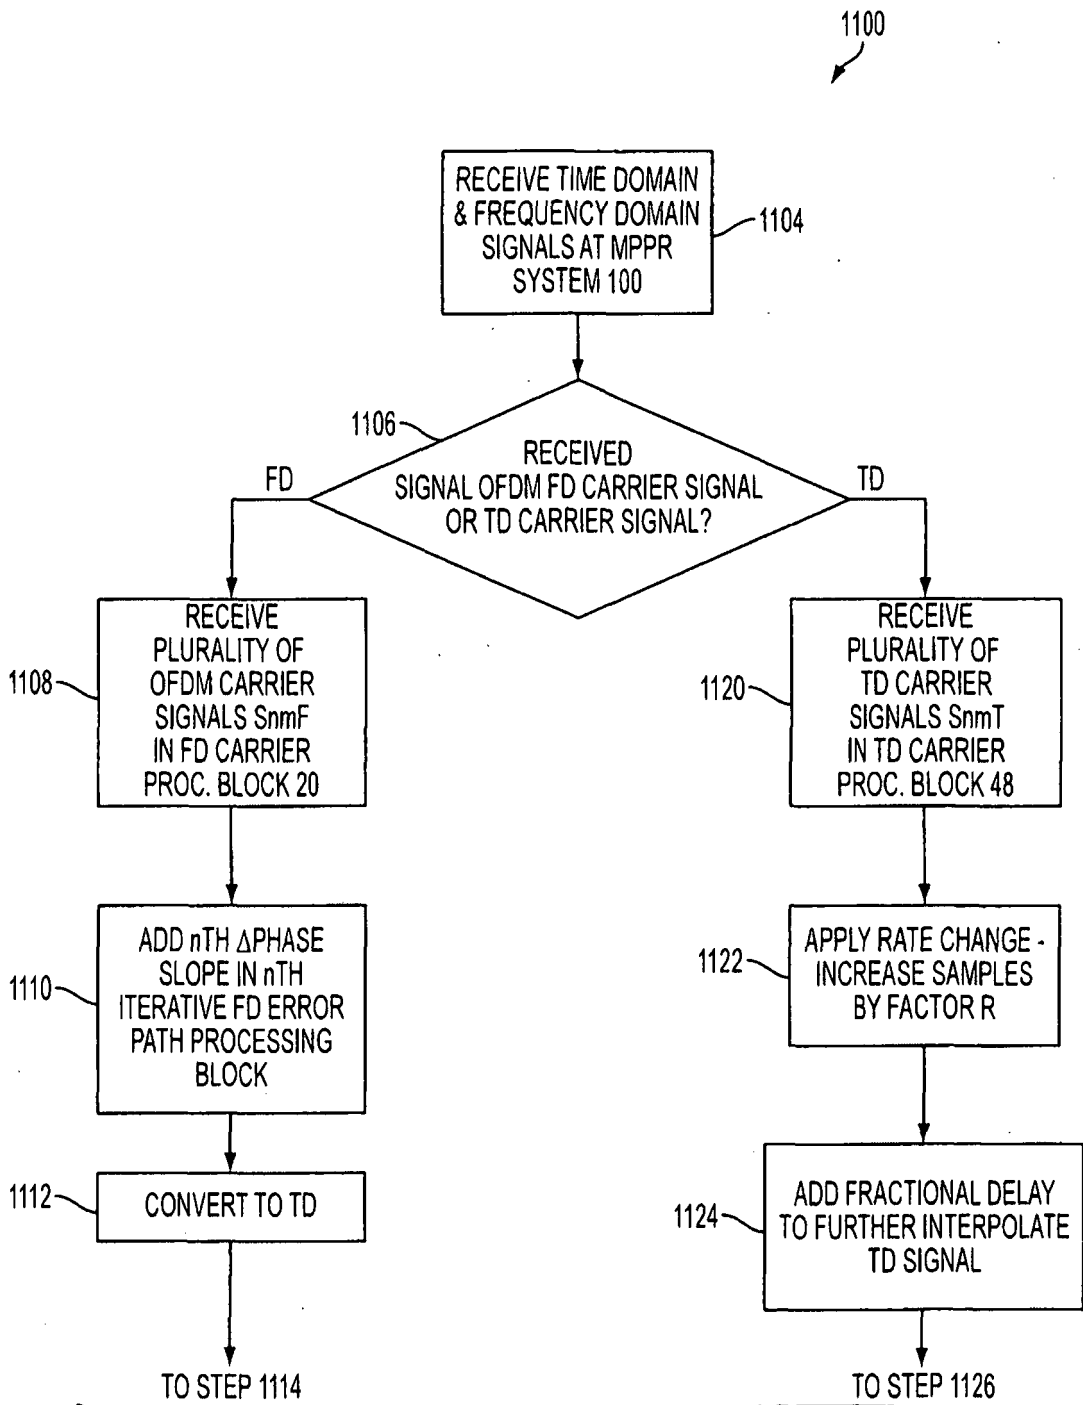 1100
RECEIVE TIME DOMAIN
& FREQUENCY DOMAIN
SIGNALS AT MPPR
SYSTEM 100
1104
1106
RECEIVED
SIGNAL OFDM FD CARRIER SIGNAL
OR TD CARRIER SIGNAL?
FD
TD
1108
RECEIVE
PLURALITY OF
OFDM CARRIER
SIGNALS SnmF
IN FD CARRIER
PROC. BLOCK 20
1120
RECEIVE
PLURALITY OF
TD CARRIER
SIGNALS SnmT
IN TD CARRIER
PROC. BLOCK 48
1110
ADD nTH ΔPHASE
SLOPE IN nTH
ITERATIVE FD ERROR
PATH PROCESSING
BLOCK
1122
APPLY RATE CHANGE -
INCREASE SAMPLES
BY FACTOR R
1112
CONVERT TO TD
1124
ADD FRACTIONAL DELAY
TO FURTHER INTERPOLATE
TD SIGNAL
TO STEP 1114
TO STEP 1126